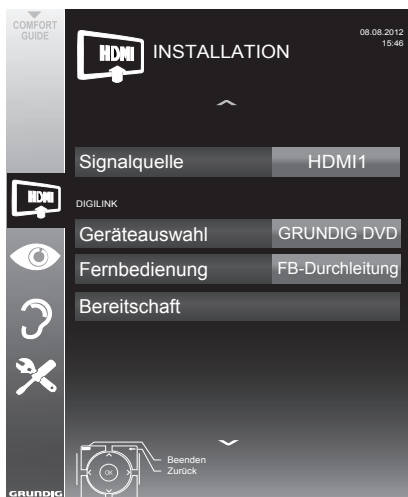 COMFORT
GUIDE
HDMI
INSTALLATION
08.08.2012
15:46
Signalquelle
HDMI1
HDMI
DIGILINK
Geräteauswahl
GRUNDIG DVD
Fernbedienung
FB-Durchleitung
Bereitschaft
OK
Beenden
Zurück
GRUNDIG